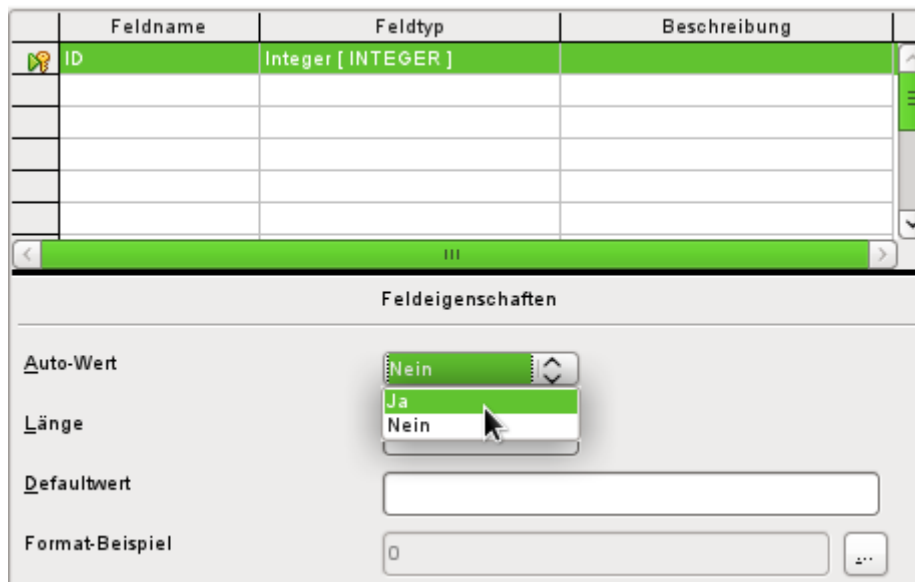 Feldname Feldtyp Beschreibung
ID Integer [ INTEGER ]
Feldeigenschaften
Auto-Wert Nein
Ja
Länge Nein
Defaultwert
Format-Beispiel 0 ...